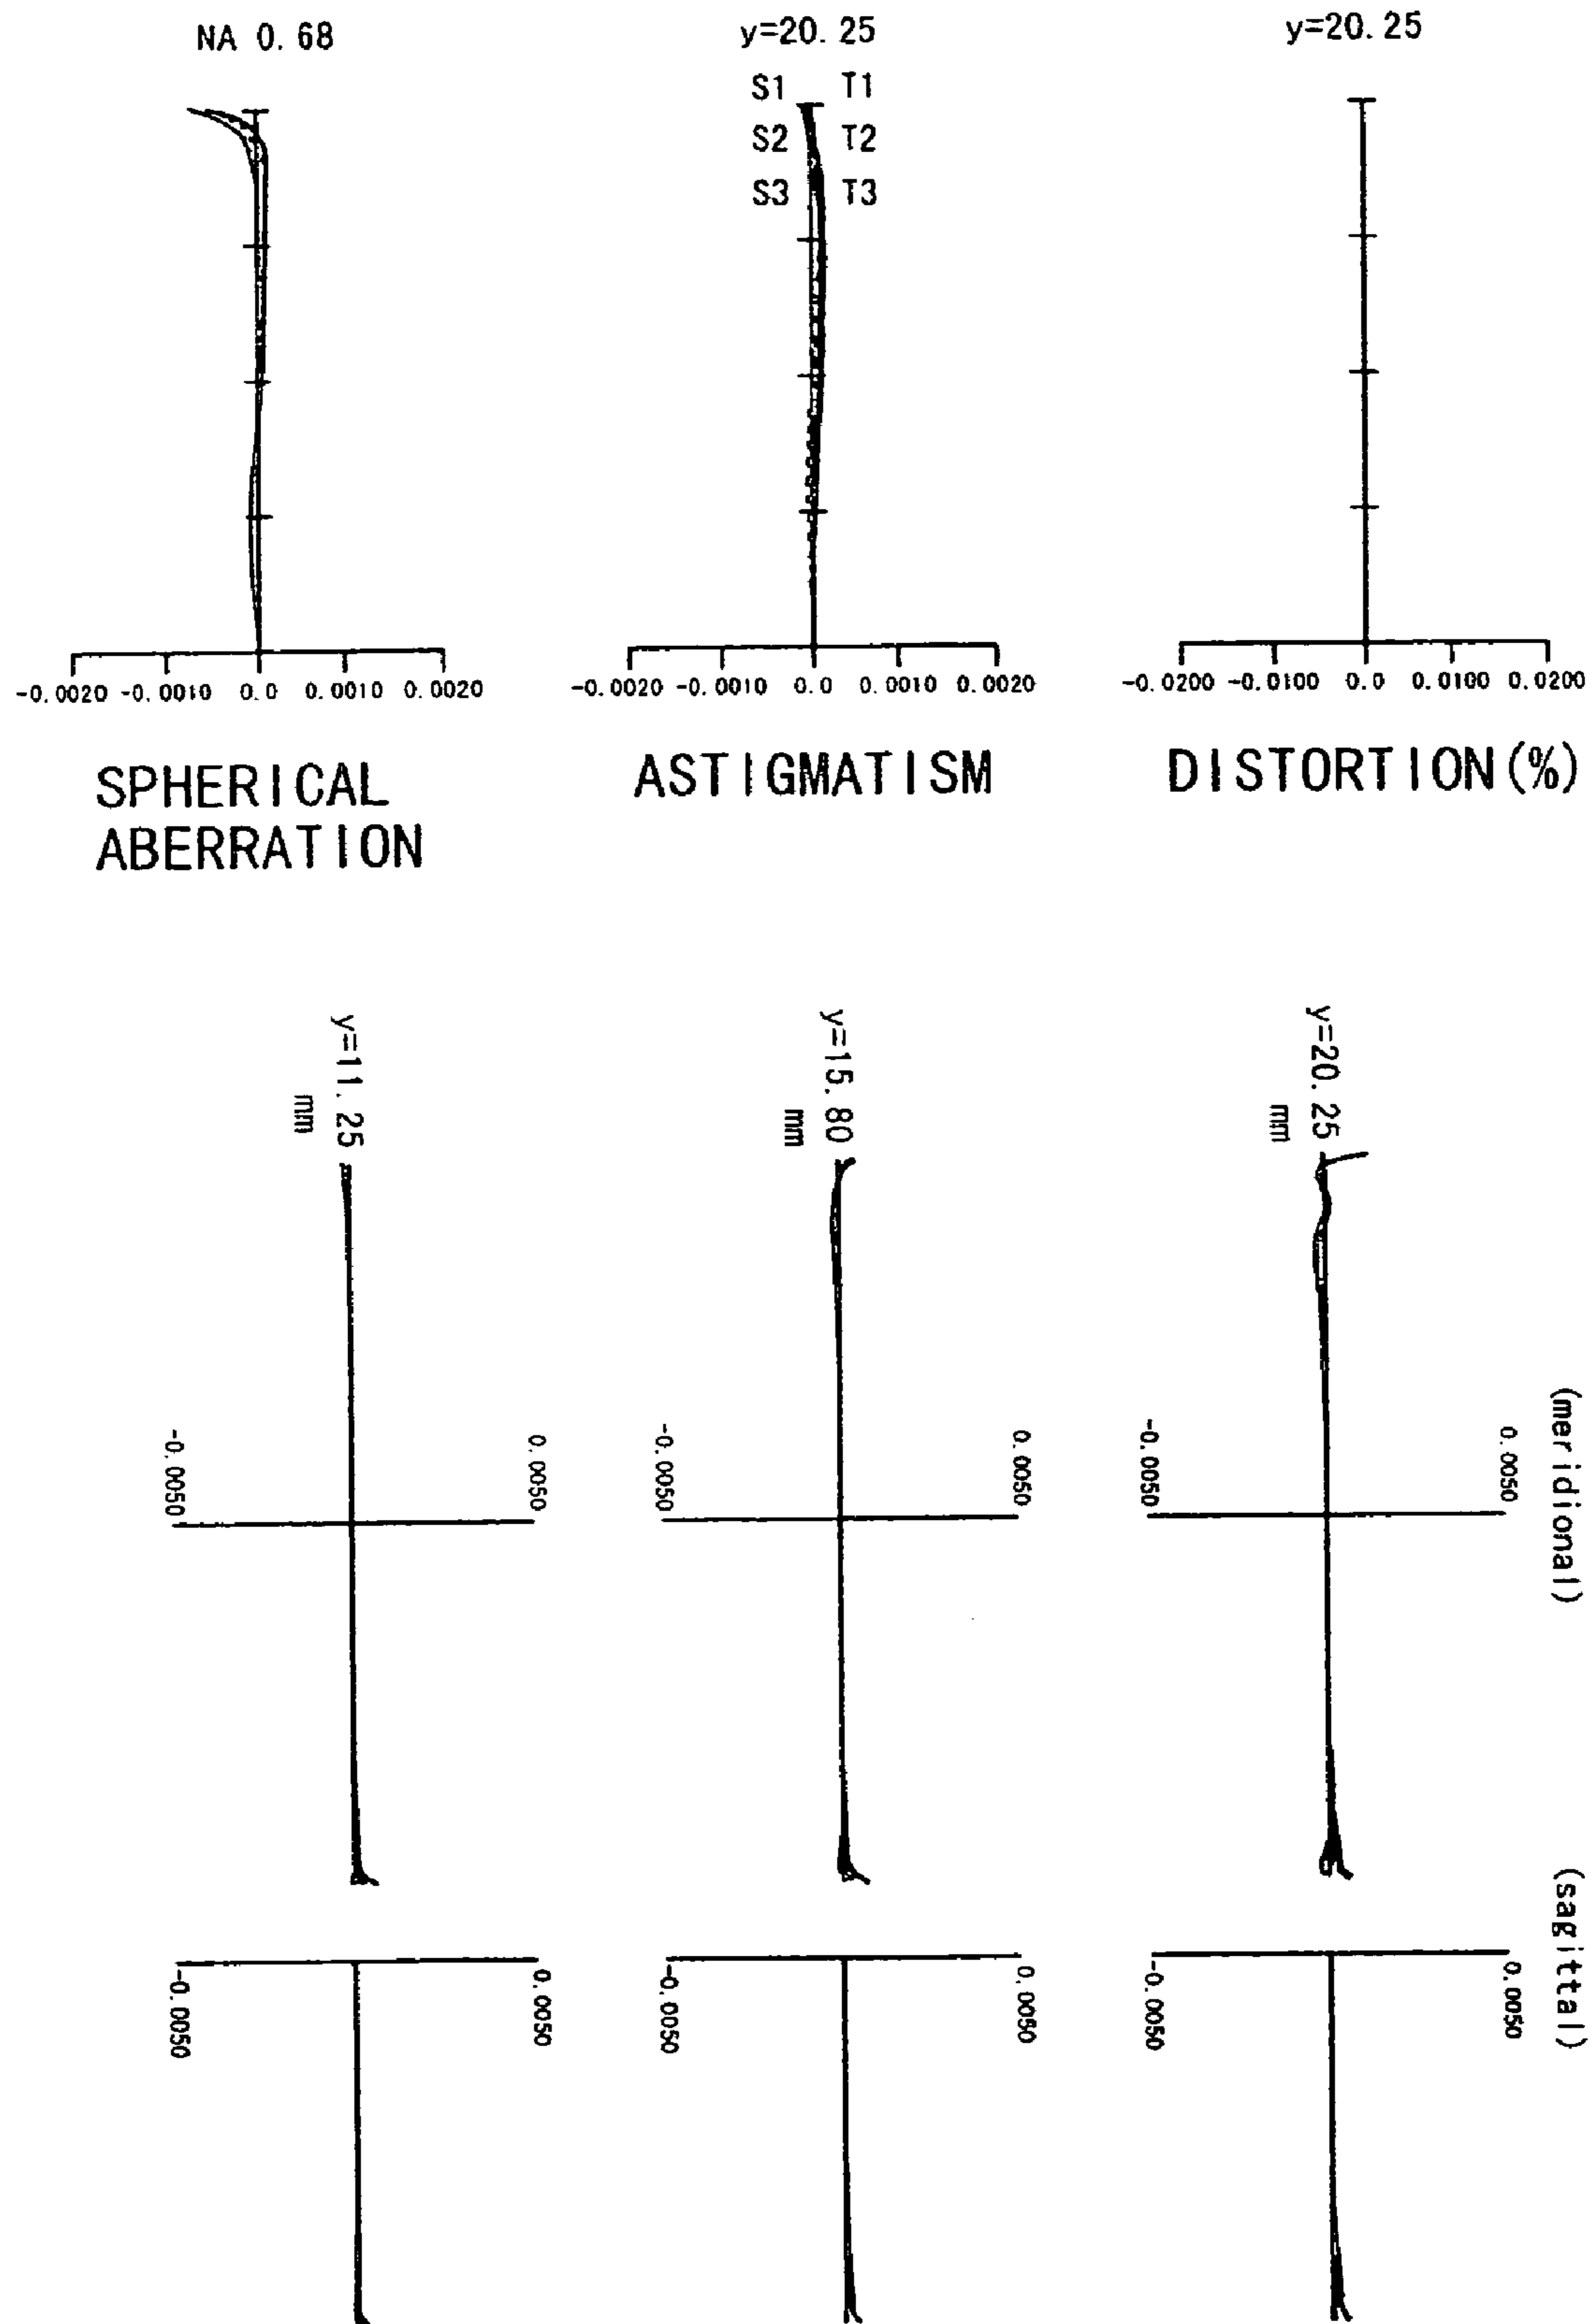 NA 0.68
y=20.25
y=20.25
S1 T1
S2 T2
S3 T3
-0.0020 -0.0010 0.0 0.0010 0.0020
-0.0020 -0.0010 0.0 0.0010 0.0020
-0.0200 -0.0100 0.0 0.0100 0.0200
SPHERICAL
ABERRATION
ASTIGMATISM
DISTORTION(%)
y=11.25
mm
y=15.80
mm
y=20.25
mm
-0.0050
0.0050
-0.0050
0.0050
-0.0050
0.0050
(meridional)
-0.0050
0.0050
-0.0050
0.0050
-0.0050
0.0050
(sagittal)